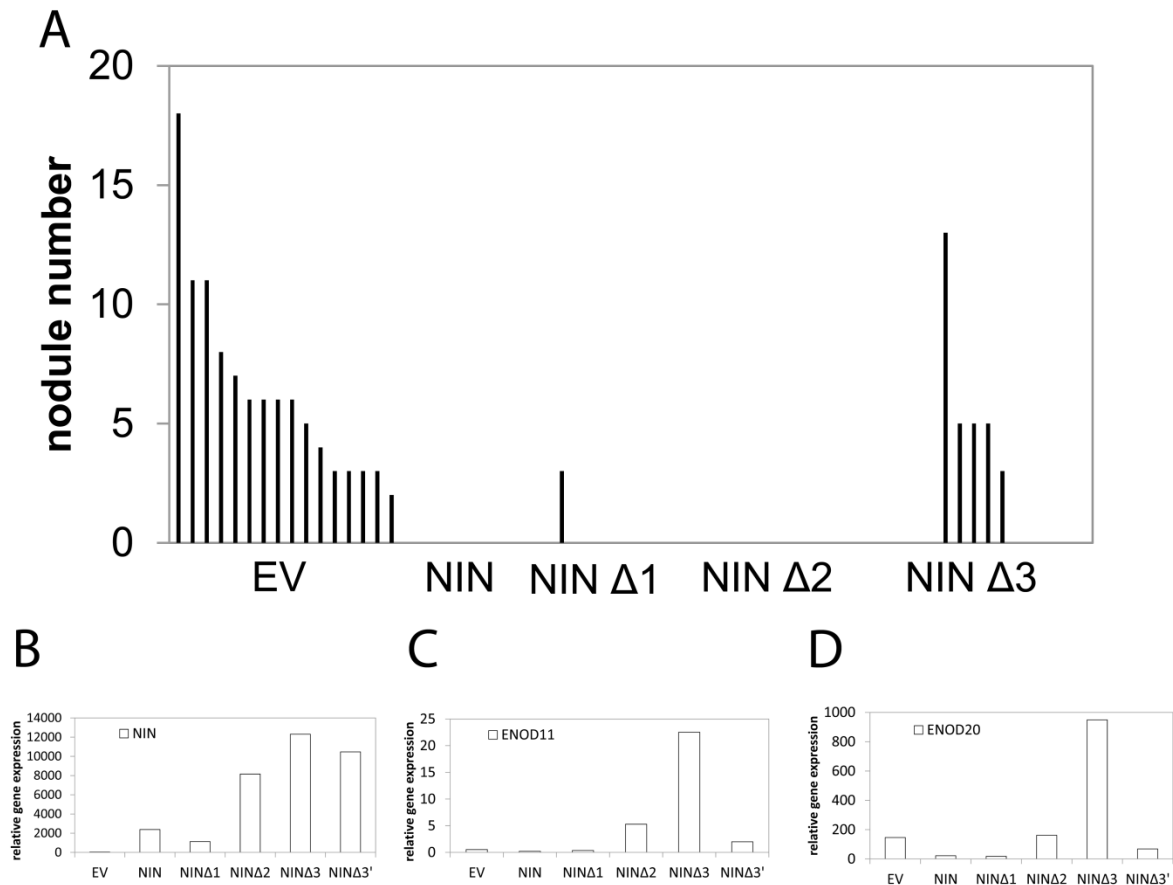 A
20
15
10
5
0
nodule number
EV NIN NIN Δ1 NIN Δ2 NIN Δ3
B
14000
12000
10000
8000
6000
4000
2000
0
relative gene expression
NIN
EV NIN NINΔ1 NINΔ2 NINΔ3 NINΔ3'
C
25
20
15
10
5
0
relative gene expression
ENOD11
EV NIN NINΔ1 NINΔ2 NINΔ3 NINΔ3'
D
1000
800
600
400
200
0
relative gene expression
ENOD20
EV NIN NINΔ1 NINΔ2 NINΔ3 NINΔ3'